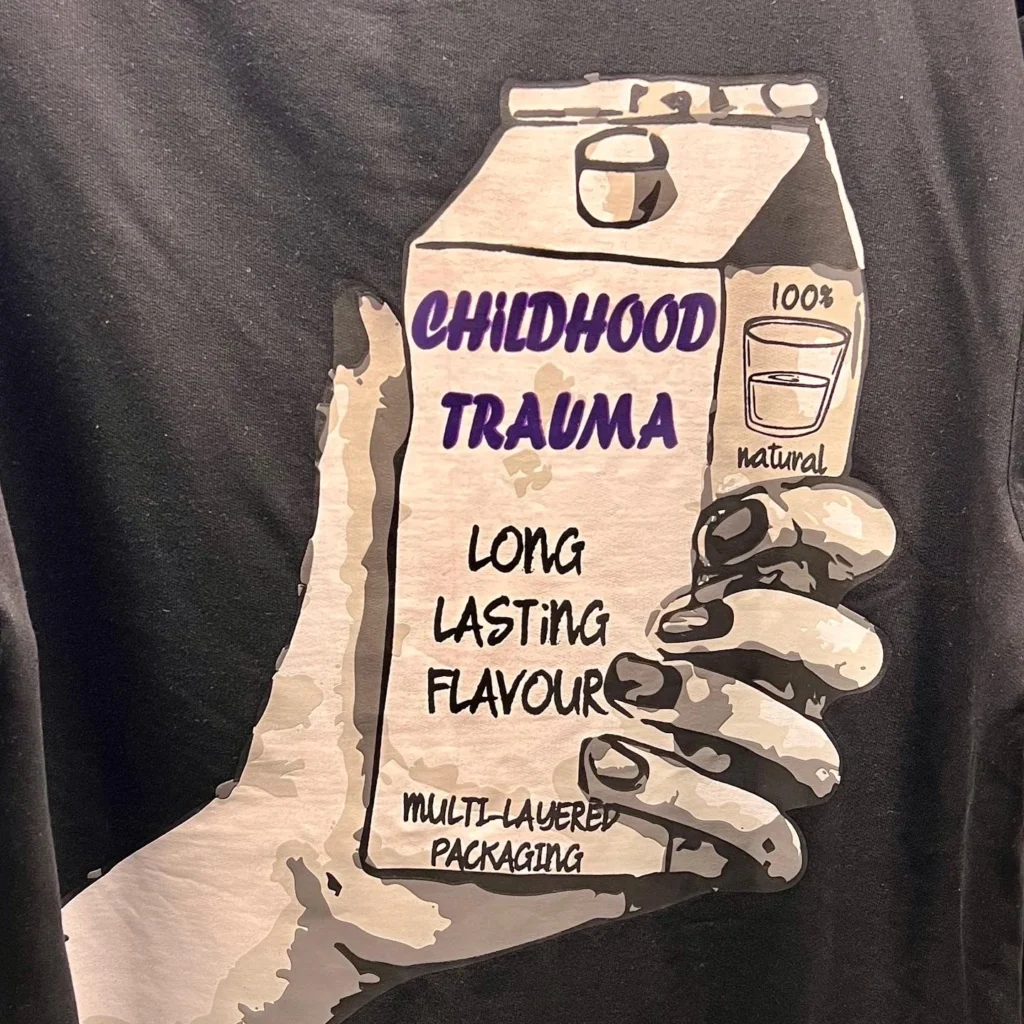 CHiLDHOOD
TRAUMA
LONG
LASTiNG
FLAVOUR
MULTI-LAYERED
PACKAGING
100%
natural